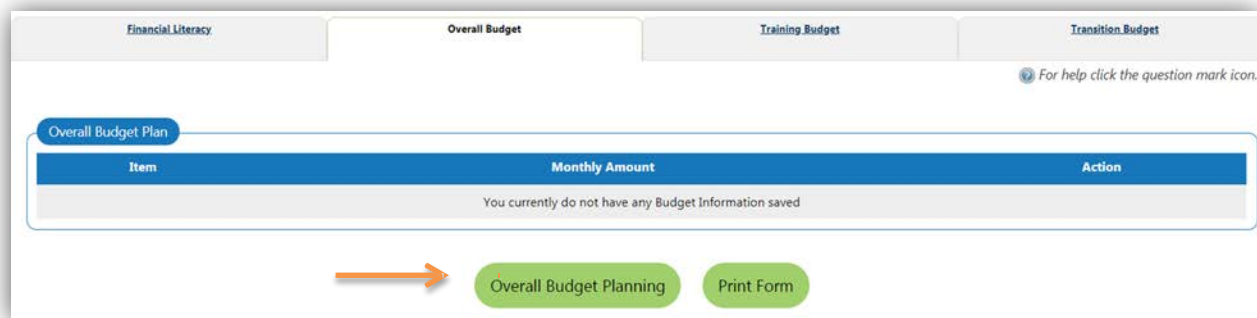 Financial Literacy
Overall Budget
Training Budget
Transition Budget
For help click the question mark icon.
Overall Budget Plan
Item Monthly Amount Action
You currently do not have any Budget Information saved
Overall Budget Planning
Print Form